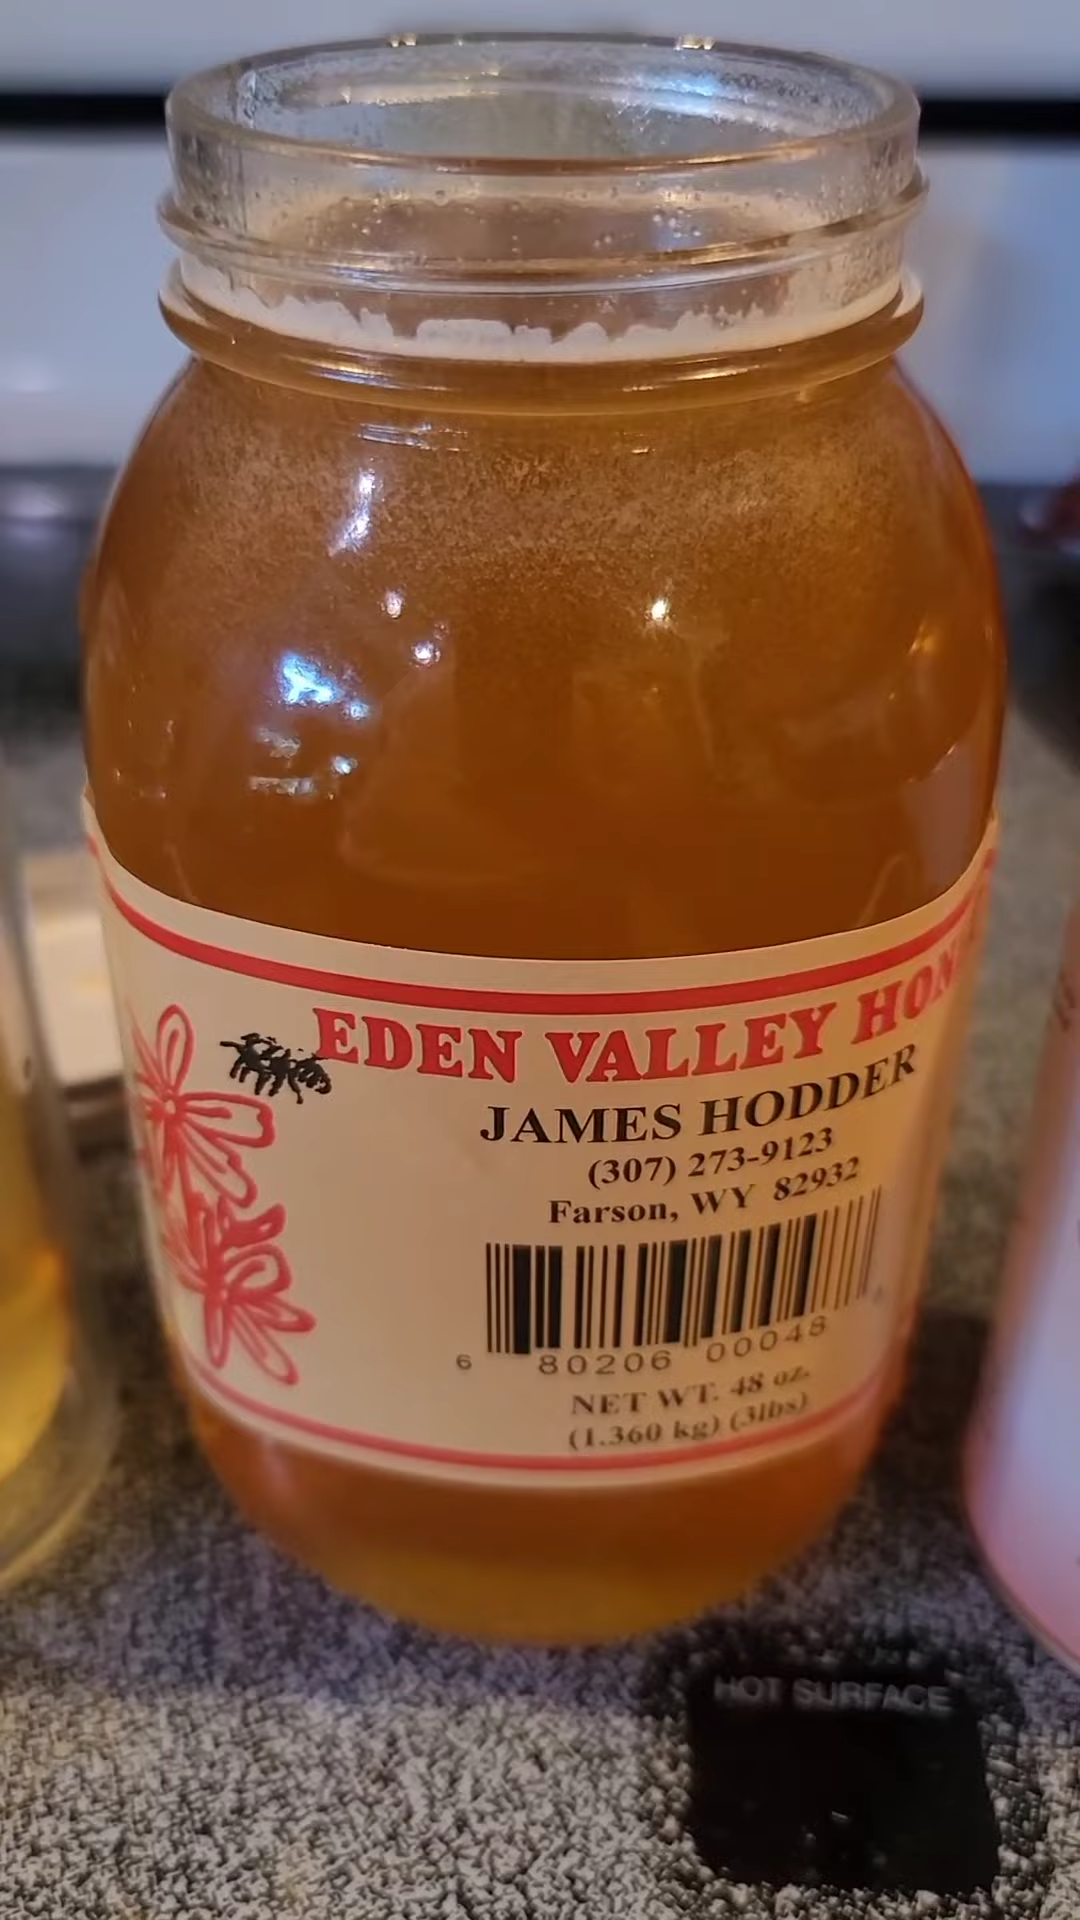 EDEN VALLEY HON
JAMES HODDER
(307) 273-9123
Farson, WY 82932
6 80206 00048
NET WT. 48 oz.
(1.360 kg) (3lbs)
HOT SURFACE